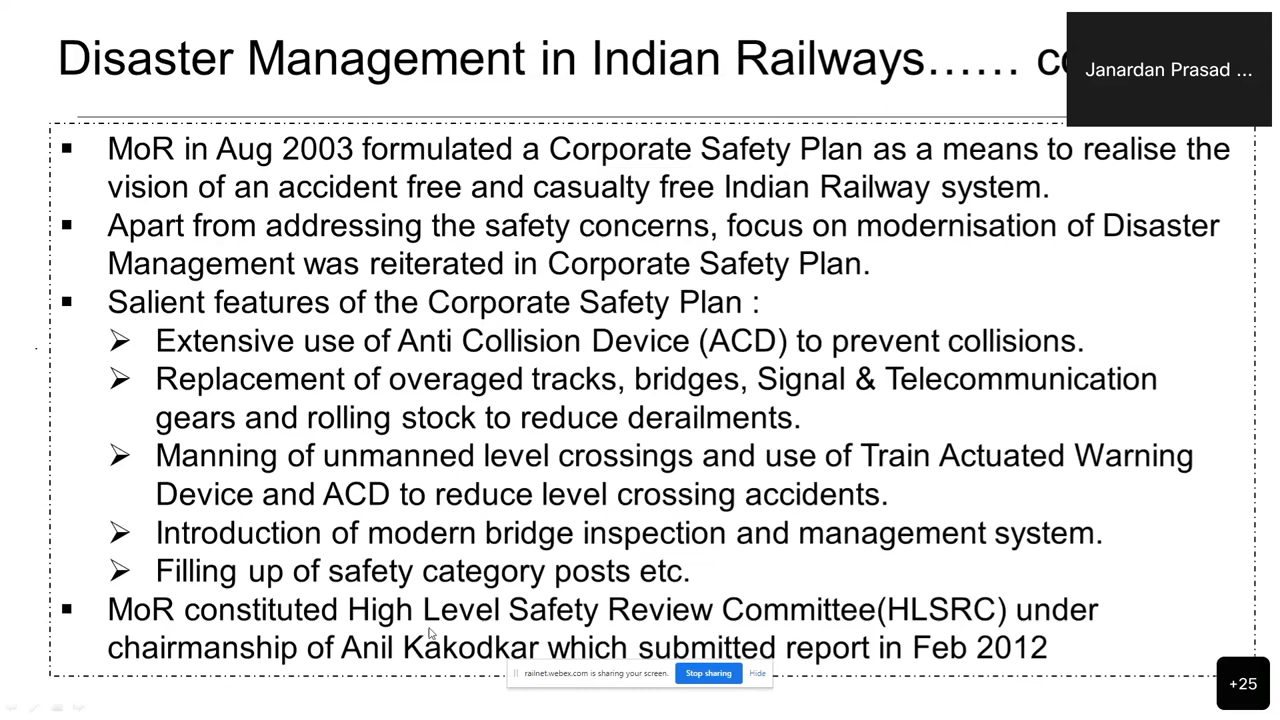 Disaster Management in Indian Railways…… co
Janardan Prasad ...
▪ MoR in Aug 2003 formulated a Corporate Safety Plan as a means to realise the
vision of an accident free and casualty free Indian Railway system.
▪ Apart from addressing the safety concerns, focus on modernisation of Disaster
Management was reiterated in Corporate Safety Plan.
▪ Salient features of the Corporate Safety Plan :
➢ Extensive use of Anti Collision Device (ACD) to prevent collisions.
➢ Replacement of overaged tracks, bridges, Signal & Telecommunication
gears and rolling stock to reduce derailments.
➢ Manning of unmanned level crossings and use of Train Actuated Warning
Device and ACD to reduce level crossing accidents.
➢ Introduction of modern bridge inspection and management system.
➢ Filling up of safety category posts etc.
▪ MoR constituted High Level Safety Review Committee(HLSRC) under
chairmanship of Anil Kakodkar which submitted report in Feb 2012
railnet.webex.com is sharing your screen. Stop sharing Hide
+25